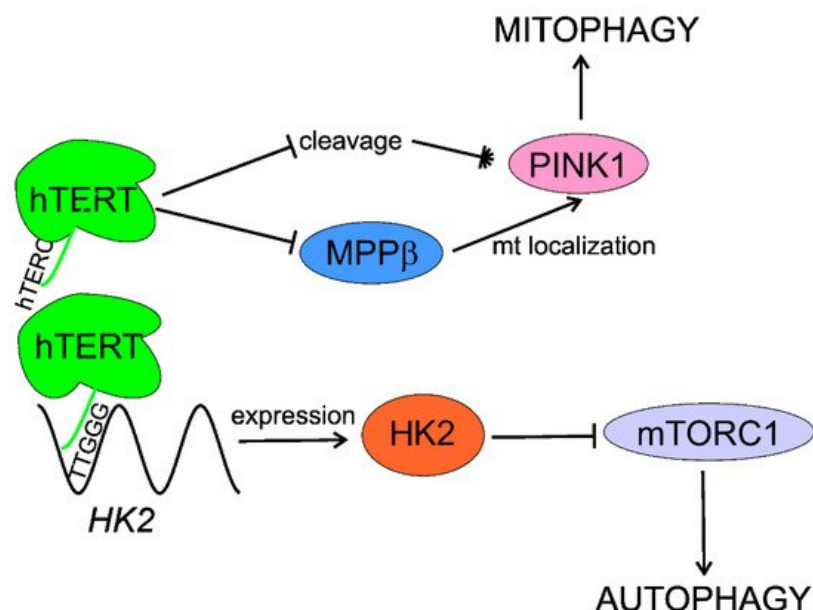 MITOPHAGY
cleavage
PINK1
hTERT
hTERC
MPPβ
mt localization
hTERT
TTGGG
expression
HK2
mTORC1
HK2
AUTOPHAGY